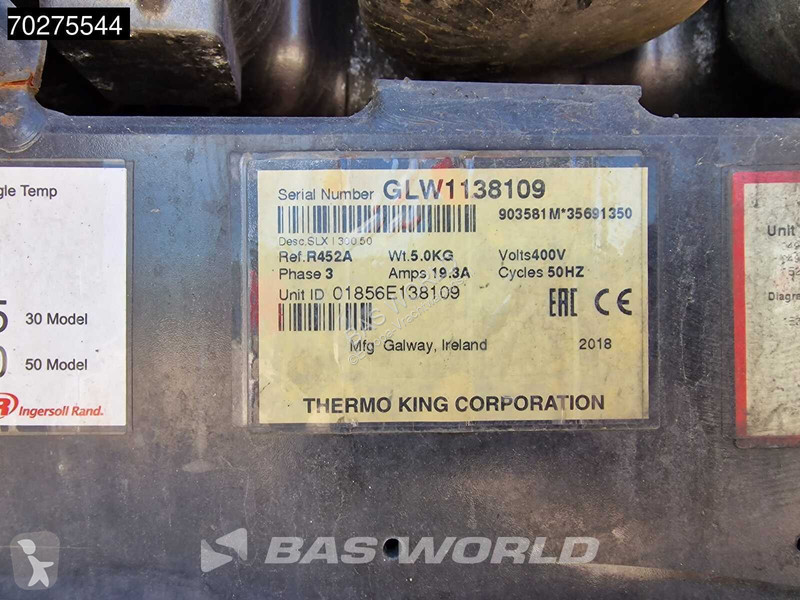 70275544
gle Temp
30 Model
50 Model
Ingersoll Rand.
Serial Number GLW1138109
903581M*35691350
Desc.SLX I 300.50
Ref.R452A Wt.5.0KG Volts400V
Phase 3 Amps 19.3A Cycles 50HZ
Unit ID 01856E138109
EAC CE
Mfg Galway, Ireland 2018
THERMO KING CORPORATION
Unit
Diagr
BAS WORLD